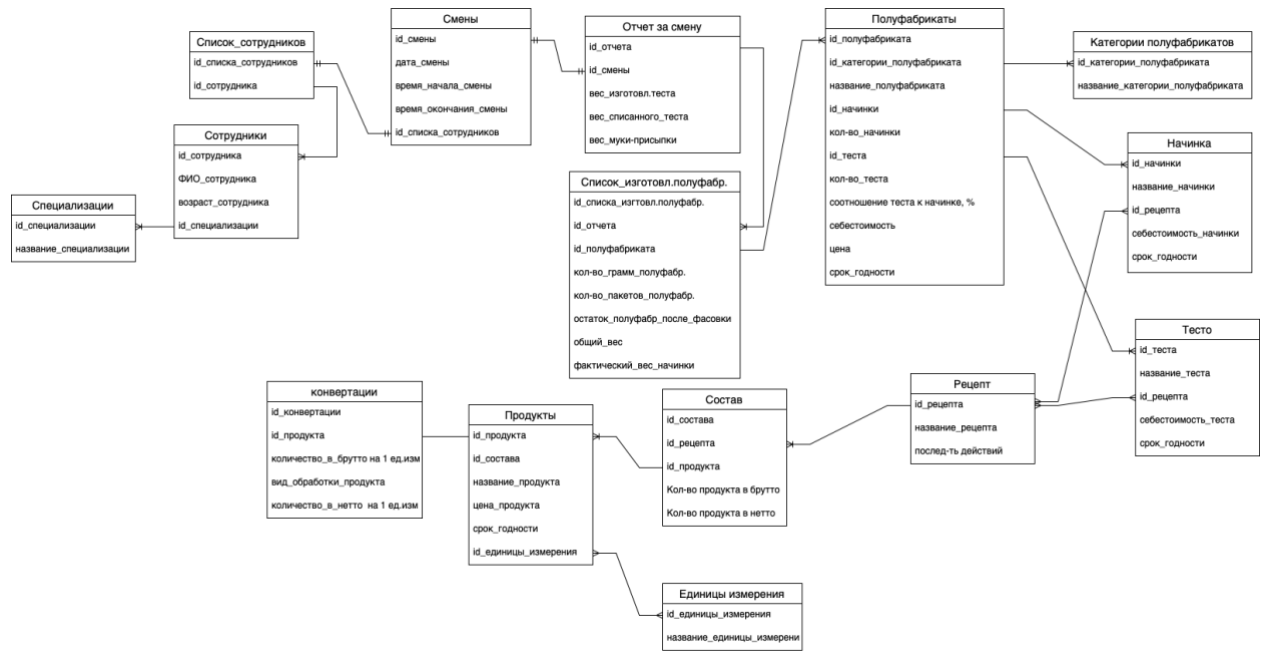 Список_сотрудников
id_списка_сотрудников
id_сотрудника
Смены
id_смены
дата_смены
время_начала_смены
время_окончания_смены
id_списка_сотрудников
Отчет за смену
id_отчета
id_смены
вес_изготовл.теста
вес_списанного_теста
вес_муки-присыпки
Полуфабрикаты
id_полуфабриката
id_категории_полуфабриката
название_полуфабриката
id_начинки
кол-во_начинки
id_теста
кол-во_теста
соотношение теста к начинке, %
себестоимость
цена
срок_годности
Категории полуфабрикатов
id_категории_полуфабриката
название_категории_полуфабриката
Сотрудники
id_сотрудника
ФИО_сотрудника
возраст_сотрудника
id_специализации
Специализации
id_специализации
название_специализации
Список_изготовл.полуфабр.
id_списка_изгтовл.полуфабр.
id_отчета
id_полуфабриката
кол-во_грамм_полуфабр.
кол-во_пакетов_полуфабр.
остаток_полуфабр_после_фасовки
общий_вес
фактический_вес_начинки
Начинка
id_начинки
название_начинки
id_рецепта
себестоимость_начинки
срок_годности
Тесто
id_теста
название_теста
id_рецепта
себестоимость_теста
срок_годности
конвертации
id_конвертации
id_продукта
количество_в_брутто на 1 ед.изм
вид_обработки_продукта
количество_в_нетто на 1 ед.изм
Продукты
id_продукта
id_состава
название_продукта
цена_продукта
срок_годности
id_единицы_измерения
Состав
id_состава
id_рецепта
id_продукта
Кол-во продукта в брутто
Кол-во продукта в нетто
Рецепт
id_рецепта
название_рецепта
послед-ть действий
Единицы измерения
id_единицы_измерения
название_единицы_измерени